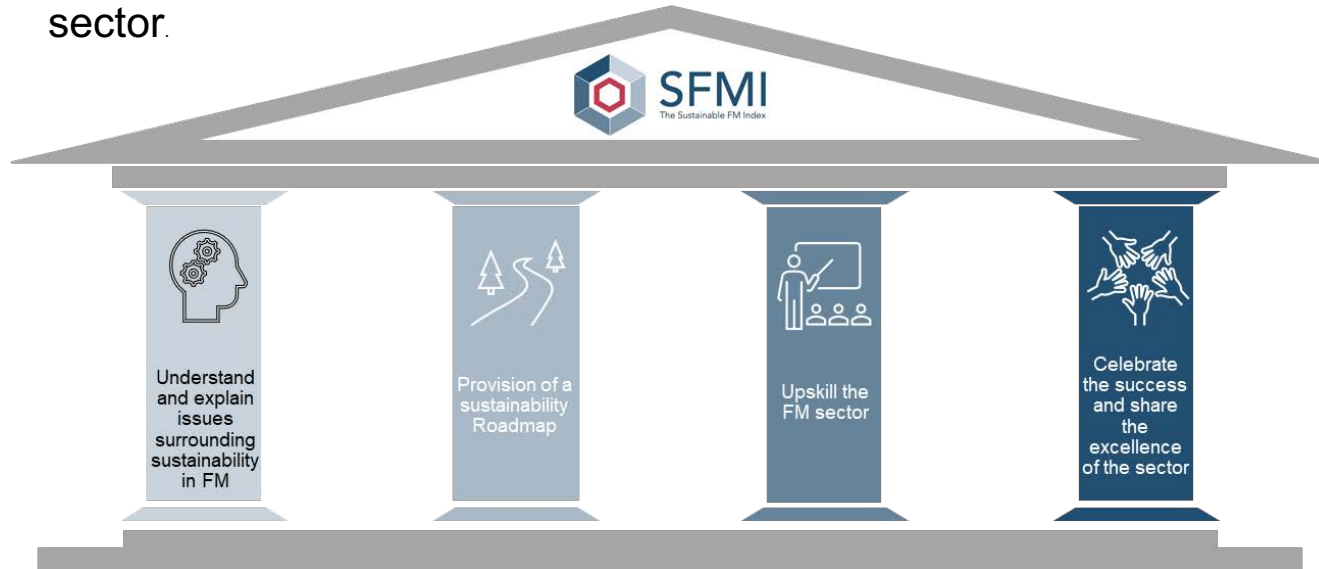 sector.
SFMI
The Sustainable FM Index
Understand
and explain
issues
surrounding
sustainability
in FM
Provision of a
sustainability
Roadmap
Upskill the
FM sector
Celebrate
the success
and share
the
excellence
of the sector